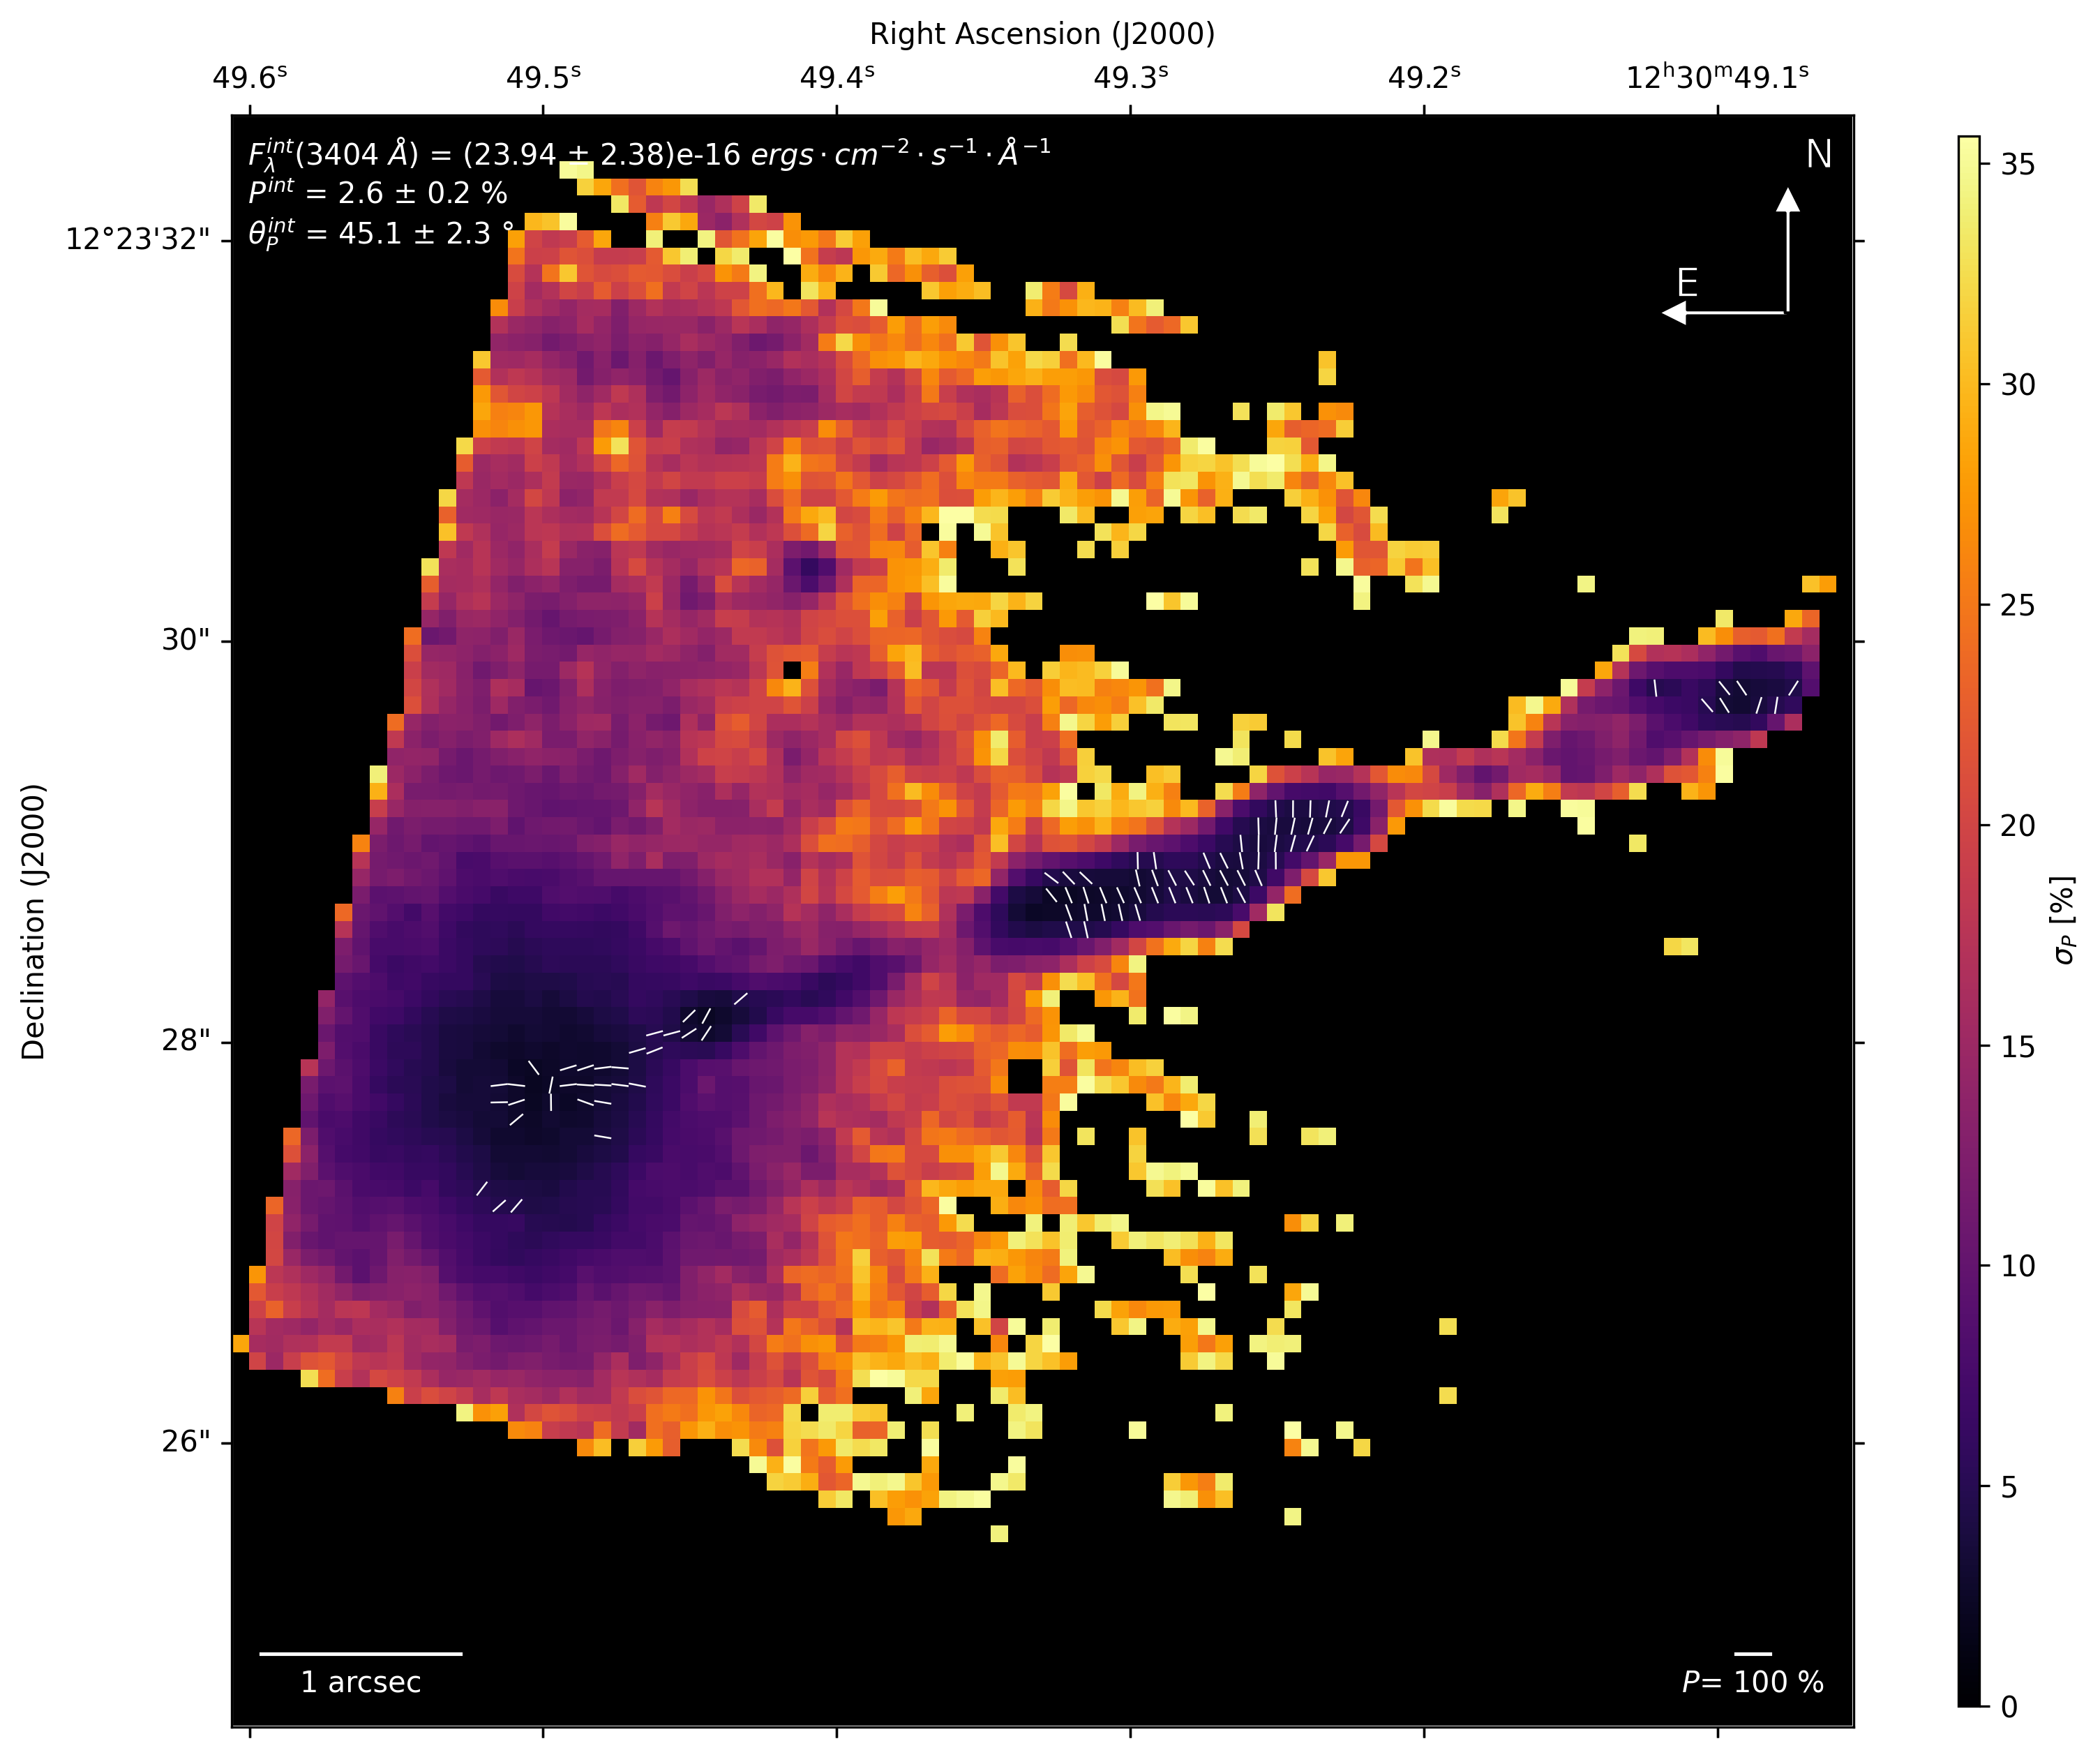 Right Ascension (J2000)
49.6ˢ 49.5ˢ 49.4ˢ 49.3ˢ 49.2ˢ 12ʰ30ᵐ49.1ˢ
F_λ^int(3404 Å) = (23.94 ± 2.38)e-16 ergs · cm⁻² · s⁻¹ · Å⁻¹
P^int = 2.6 ± 0.2 %
θ_P^int = 45.1 ± 2.3 °
N
E
12°23'32"
30"
28"
26"
Declination (J2000)
1 arcsec
P= 100 %
35
30
25
20
15
10
5
0
σ_P [%]